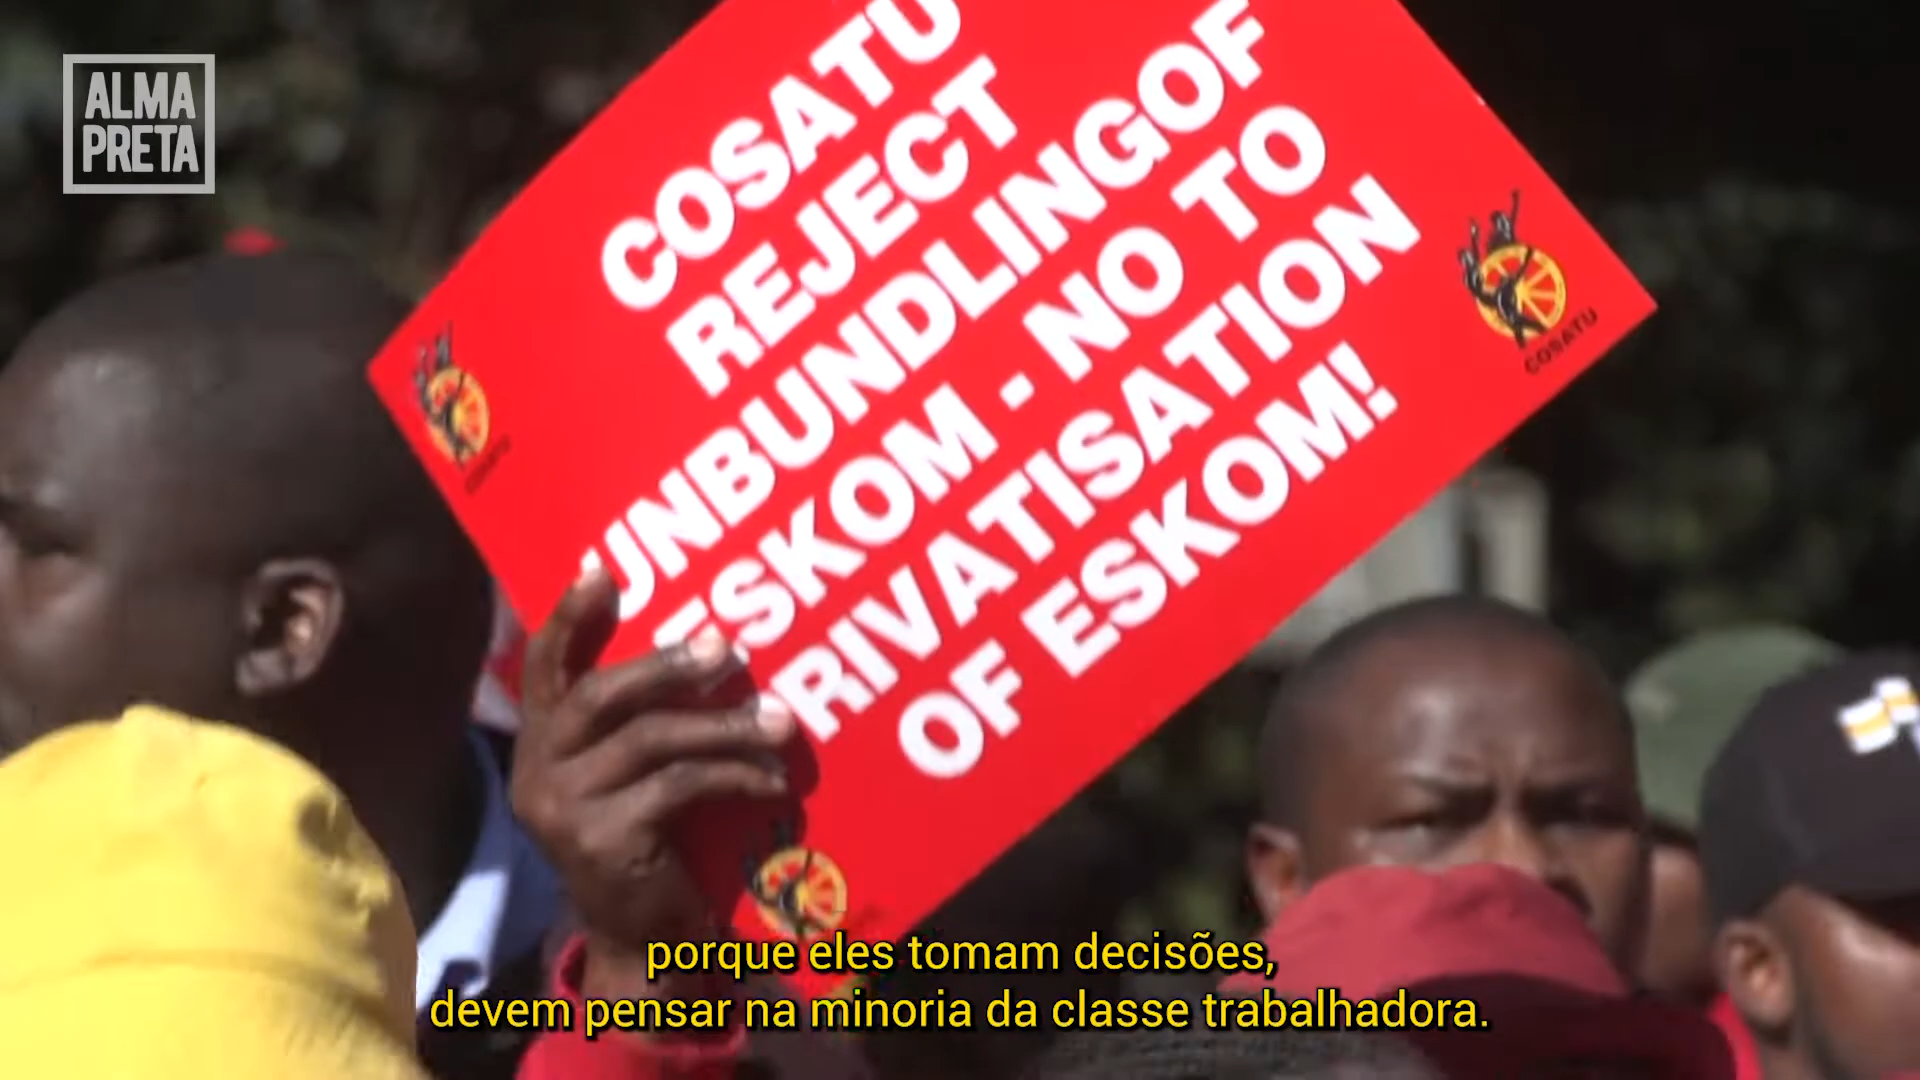 ALMA
PRETA
COSATU
REJECT
UNBUNDLINGOF
ESKOM - NO TO
PRIVATISATION
OF ESKOM!
COSATU
porque eles tomam decisões,
devem pensar na minoria da classe trabalhadora.